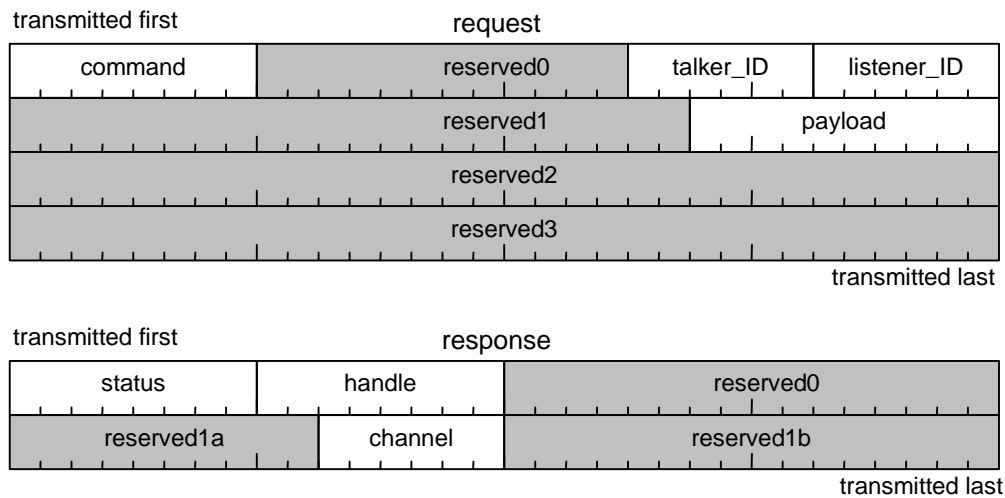 transmitted first
request
command reserved0 talker_ID listener_ID
reserved1 payload
reserved2
reserved3
transmitted last
transmitted first
response
status handle reserved0
reserved1a channel reserved1b
transmitted last